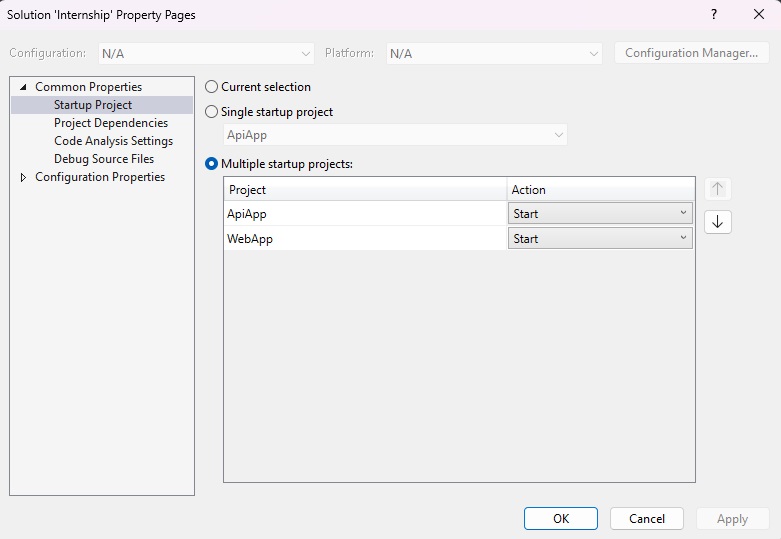 Solution 'Internship' Property Pages
?
Configuration: N/A Platform: N/A Configuration Manager...
Common Properties
Startup Project
Project Dependencies
Code Analysis Settings
Debug Source Files
Configuration Properties
Current selection
Single startup project
ApiApp
Multiple startup projects:
Project Action
ApiApp Start
WebApp Start
OK Cancel Apply